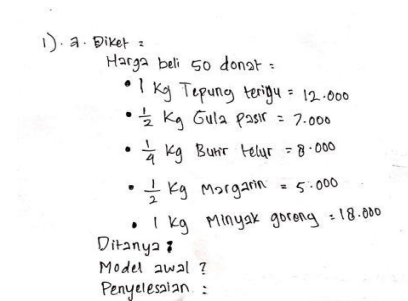 1). a. Diket :
Harga beli 50 donat :
• 1 Kg Tepung terigu = 12.000
• 1/2 Kg Gula pasir = 7.000
• 1/4 Kg Butir telur = 8.000
• 1/2 Kg Margarin = 5.000
• 1 Kg Minyak goreng = 18.000
Ditanya :
Model awal ?
Penyelesaian :